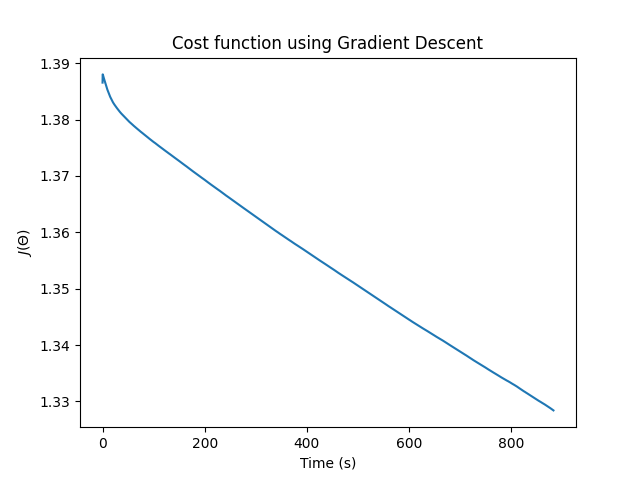 Cost function using Gradient Descent
1.39
1.38
1.37
1.36
1.35
1.34
1.33
J(Θ)
0 200 400 600 800
Time (s)